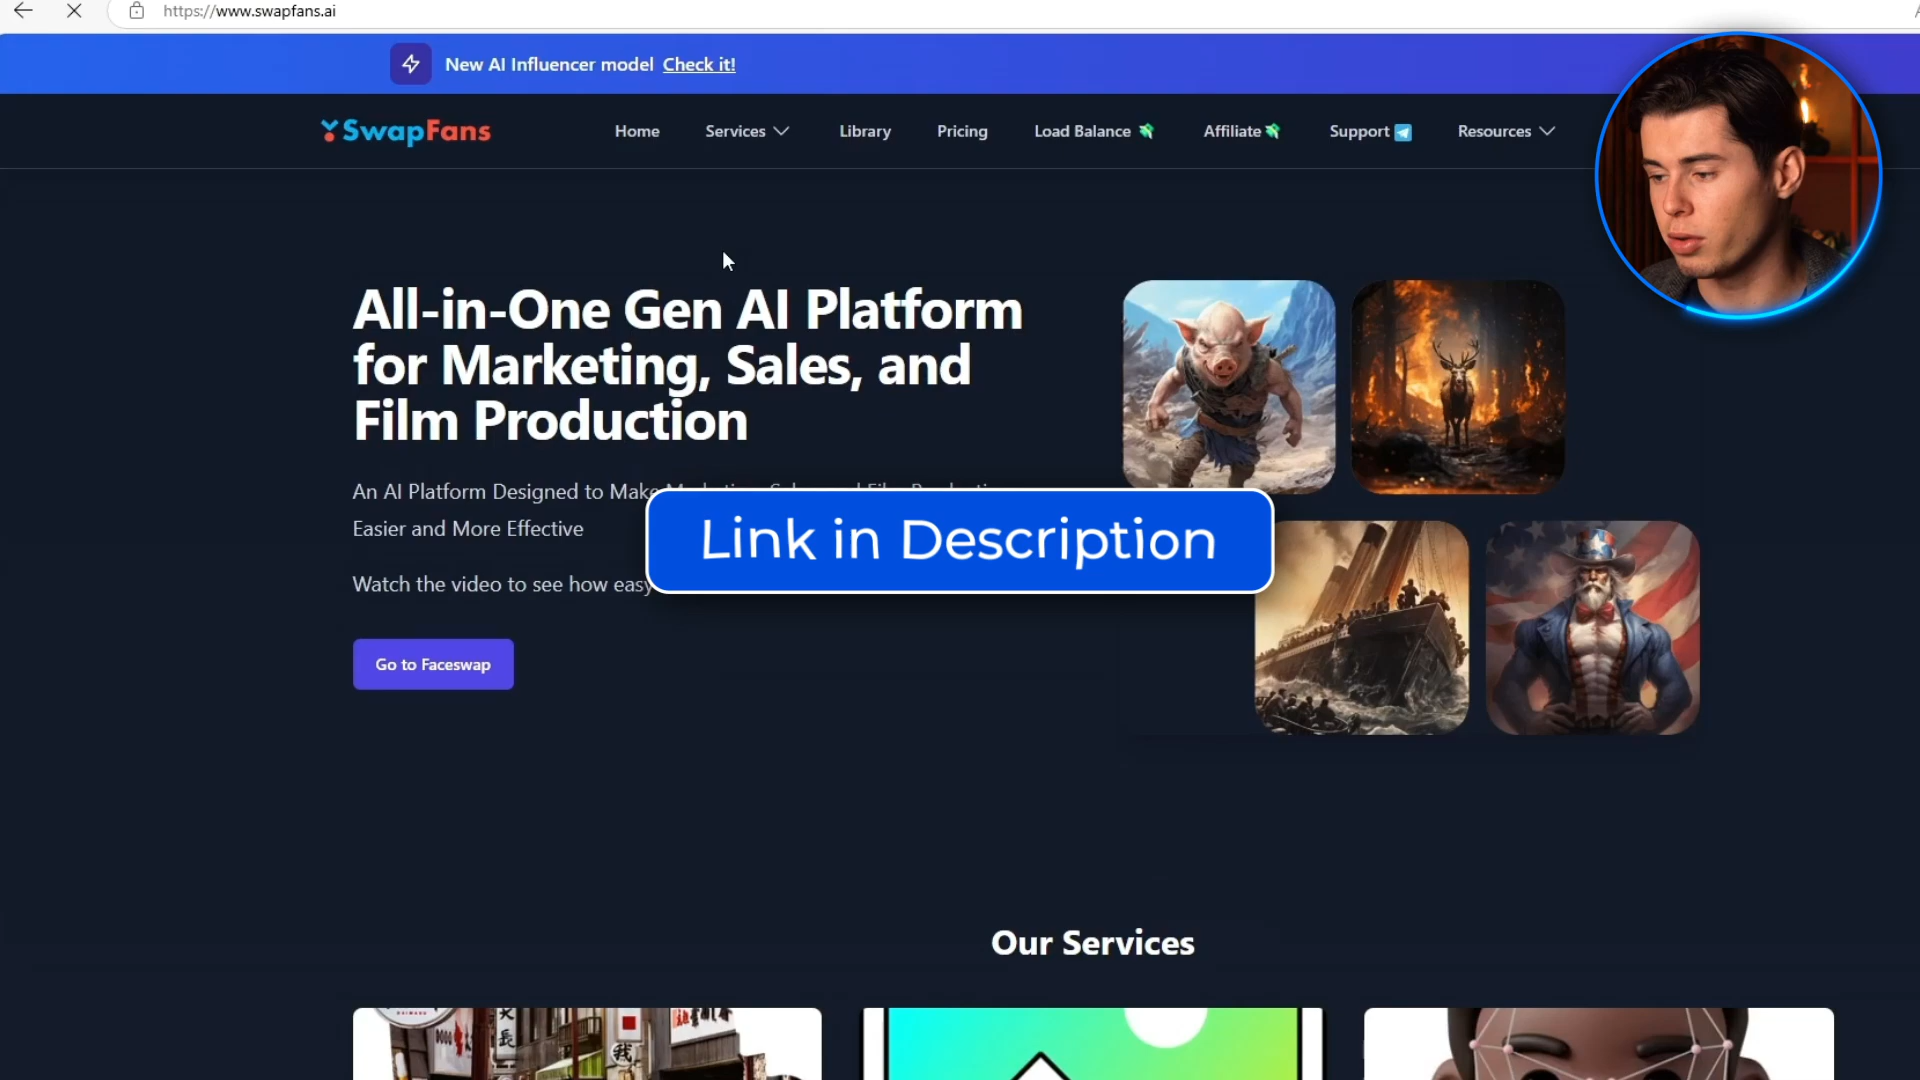 https://www.swapfans.ai
New AI Influencer model Check it!
SwapFans
Home Services Library Pricing Load Balance Affiliate Support Resources
All-in-One Gen AI Platform
for Marketing, Sales, and
Film Production
An AI Platform Designed to Make
Easier and More Effective
Link in Description
Watch the video to see how easy
Go to Faceswap
Our Services
我